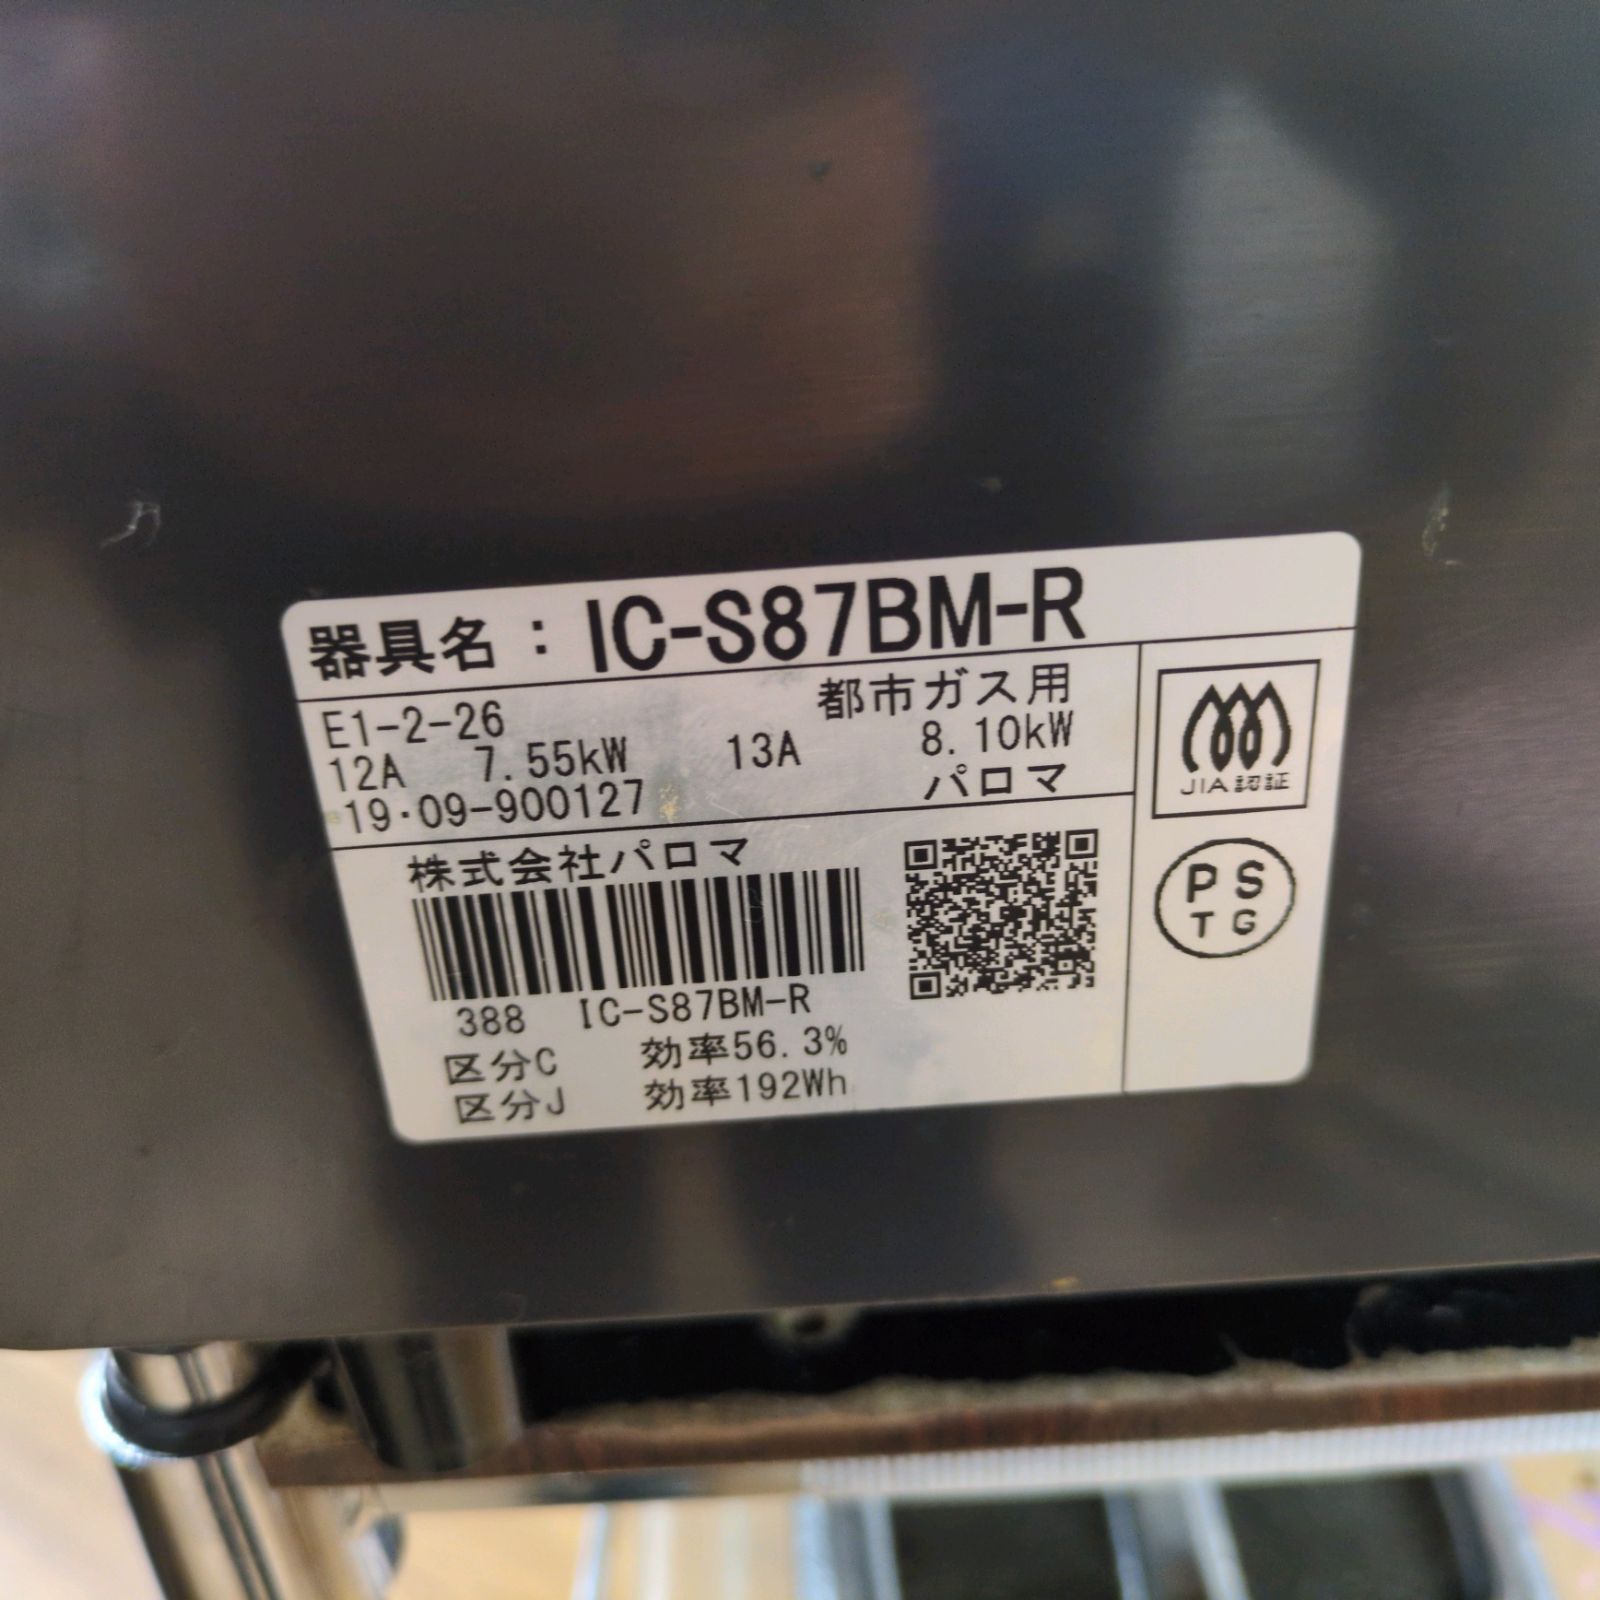 器具名：IC-S87BM-R
E1-2-26 都市ガス用
12A 7.55kW 13A 8.10kW
19・09-900127 パロマ
JIA認証
株式会社パロマ
PS
TG
388 IC-S87BM-R
区分C 効率56.3%
区分J 効率192Wh